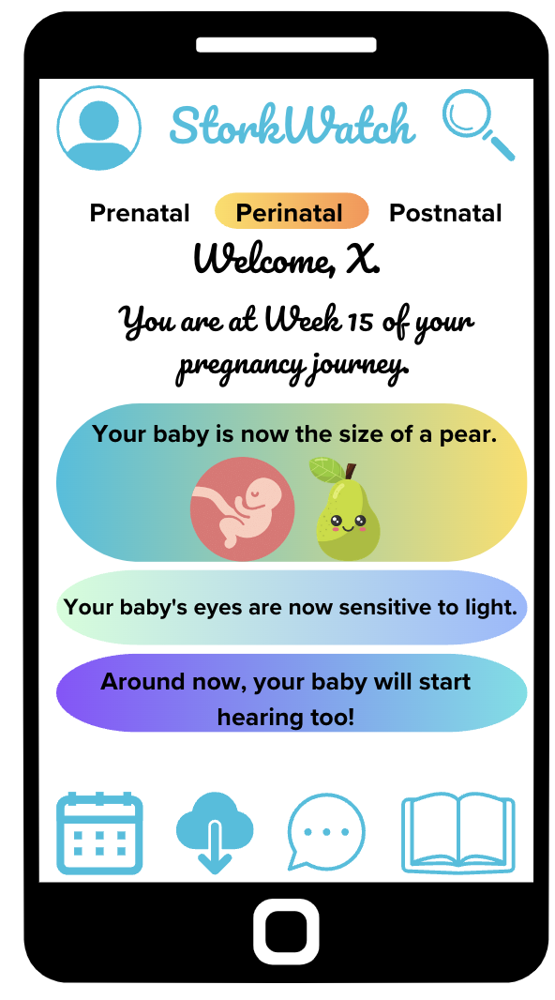 StorkWatch
Prenatal Perinatal Postnatal
Welcome, X.
You are at Week 15 of your
pregnancy journey.
Your baby is now the size of a pear.
Your baby's eyes are now sensitive to light.
Around now, your baby will start
hearing too!